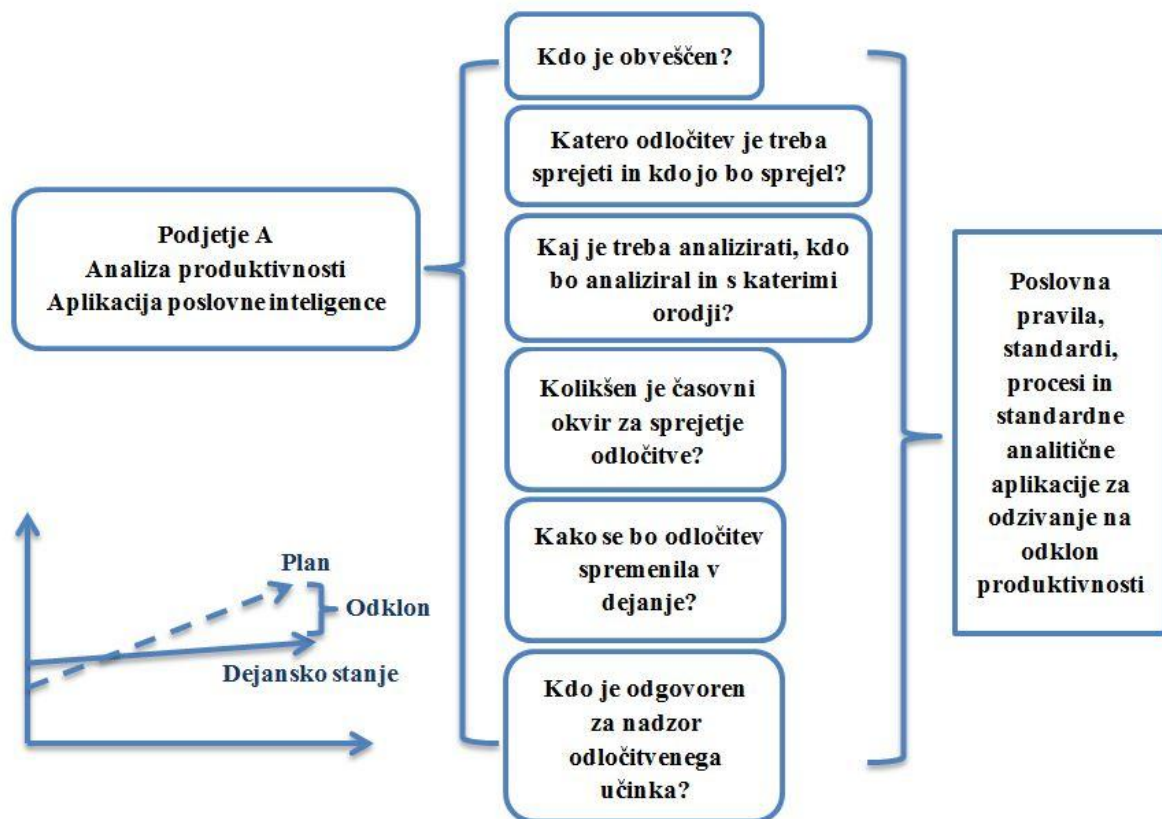 Kdo je obveščen?
Katero odločitev je treba
sprejeti in kdo jo bo sprejel?
Podjetje A
Analiza produktivnosti
Aplikacija poslovne inteligence
Kaj je treba analizirati, kdo
bo analiziral in s katerimi
orodji?
Kolikšen je časovni
okvir za sprejetje
odločitve?
Kako se bo odločitev
spremenila v
dejanje?
Kdo je odgovoren
za nadzor
odločitvenega
učinka?
Poslovna
pravila,
standardi,
procesi in
standardne
analitične
aplikacije za
odzivanje na
odklon
produktivnosti
Plan
Odklon
Dejansko stanje